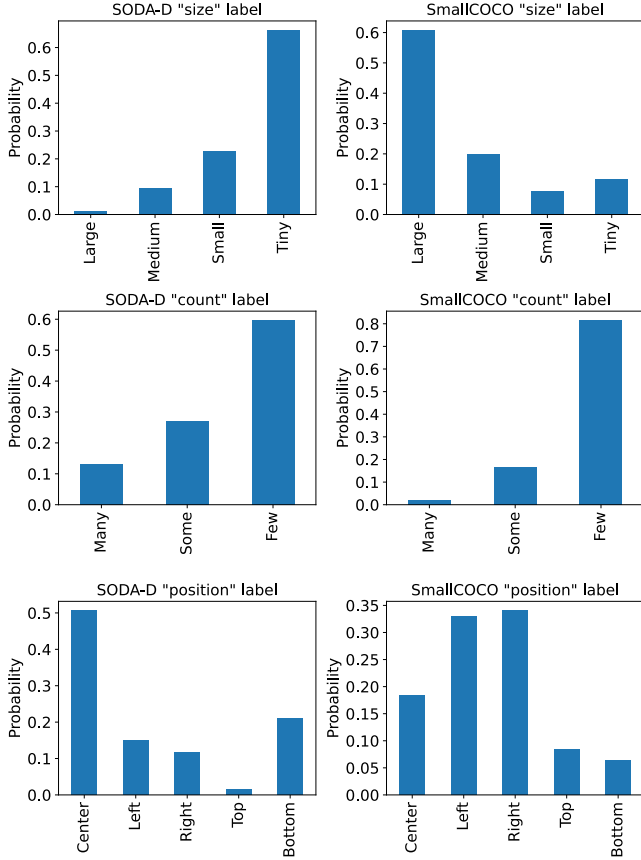 SODA-D "size" label
Probability
0.6
0.5
0.4
0.3
0.2
0.1
0.0
Large
Medium
Small
Tiny
SmallCOCO "size" label
Probability
0.6
0.5
0.4
0.3
0.2
0.1
0.0
Large
Medium
Small
Tiny
SODA-D "count" label
Probability
0.6
0.5
0.4
0.3
0.2
0.1
0.0
Many
Some
Few
SmallCOCO "count" label
Probability
0.8
0.7
0.6
0.5
0.4
0.3
0.2
0.1
0.0
Many
Some
Few
SODA-D "position" label
Probability
0.5
0.4
0.3
0.2
0.1
0.0
Center
Left
Right
Top
Bottom
SmallCOCO "position" label
Probability
0.35
0.30
0.25
0.20
0.15
0.10
0.05
0.00
Center
Left
Right
Top
Bottom